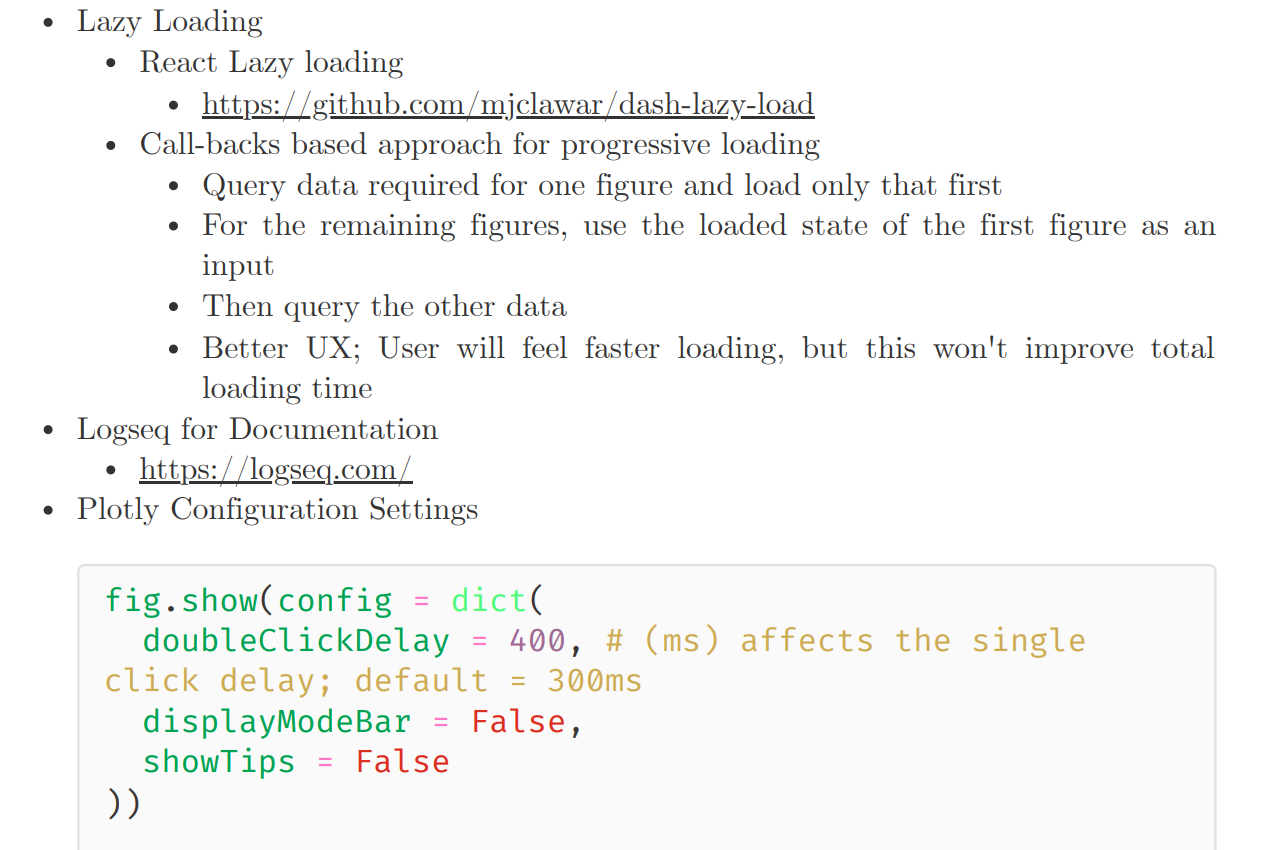 Lazy Loading
React Lazy loading
https://github.com/mjclawar/dash-lazy-load
Call-backs based approach for progressive loading
Query data required for one figure and load only that first
For the remaining figures, use the loaded state of the first figure as an
input
Then query the other data
Better UX; User will feel faster loading, but this won't improve total
loading time
Logseq for Documentation
https://logseq.com/
Plotly Configuration Settings
fig.show(config = dict(
  doubleClickDelay = 400, # (ms) affects the single
click delay; default = 300ms
  displayModeBar = False,
  showTips = False
))